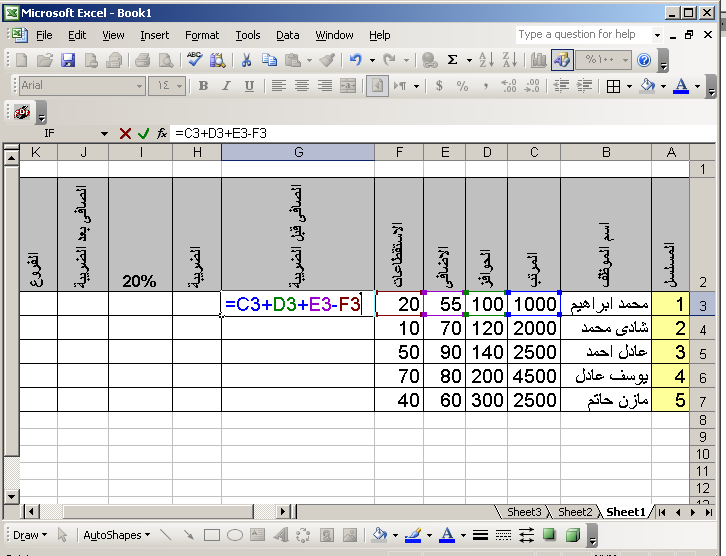 Microsoft Excel - Book1
File Edit View Insert Format Tools Data Window Help
Type a question for help
Σ %١٠٠
Arial ١٤ B I U $ % , A
PDF
IF fx =C3+D3+E3-F3
K J I H G F E D C B A
1
الفروع الصافى بعد الضريبة 20% الضريبة الصافى قبل الضريبة الاستقطاعات الاضافى الحوافز المرتب اسم الموظف المسلسل 2
=C3+D3+E3-F3 20 55 100 1000 محمد ابراهيم 1 3
10 70 120 2000 شادى محمد 2 4
50 90 140 2500 عادل احمد 3 5
70 80 200 4500 يوسف عادل 4 6
40 60 300 2500 مازن حاتم 5 7
8
9
10
11
12
Sheet3 Sheet2 Sheet1
Draw AutoShapes A